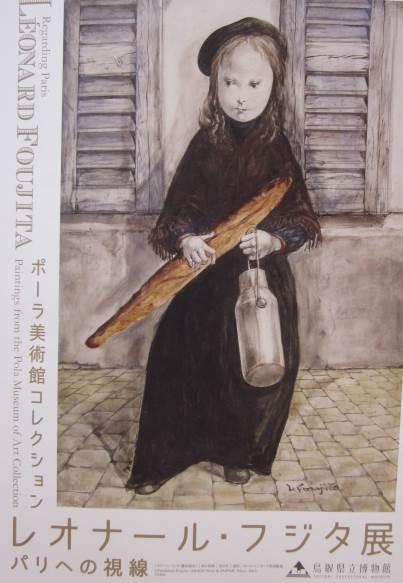 Regarding Paris
LÉONARD FOUJITA
ポーラ美術館コレクション
Paintings from the Pola Museum of Art Collection
レオナール・フジタ展
パリへの視線
鳥取県立博物館